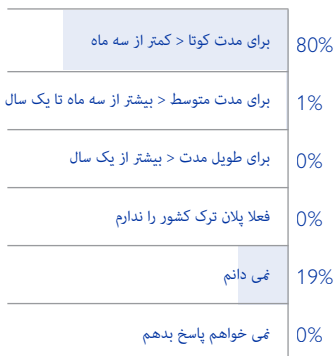 برای مدت کوتا < کمتر از سه ماه 80%
برای مدت متوسط < بیشتر از سه ماه تا یک سال 1%
برای طویل مدت < بیشتر از یک سال 0%
فعلا پلان ترک کشور را ندارم 0%
نمی دانم 19%
نمی خواهم پاسخ بدهم 0%